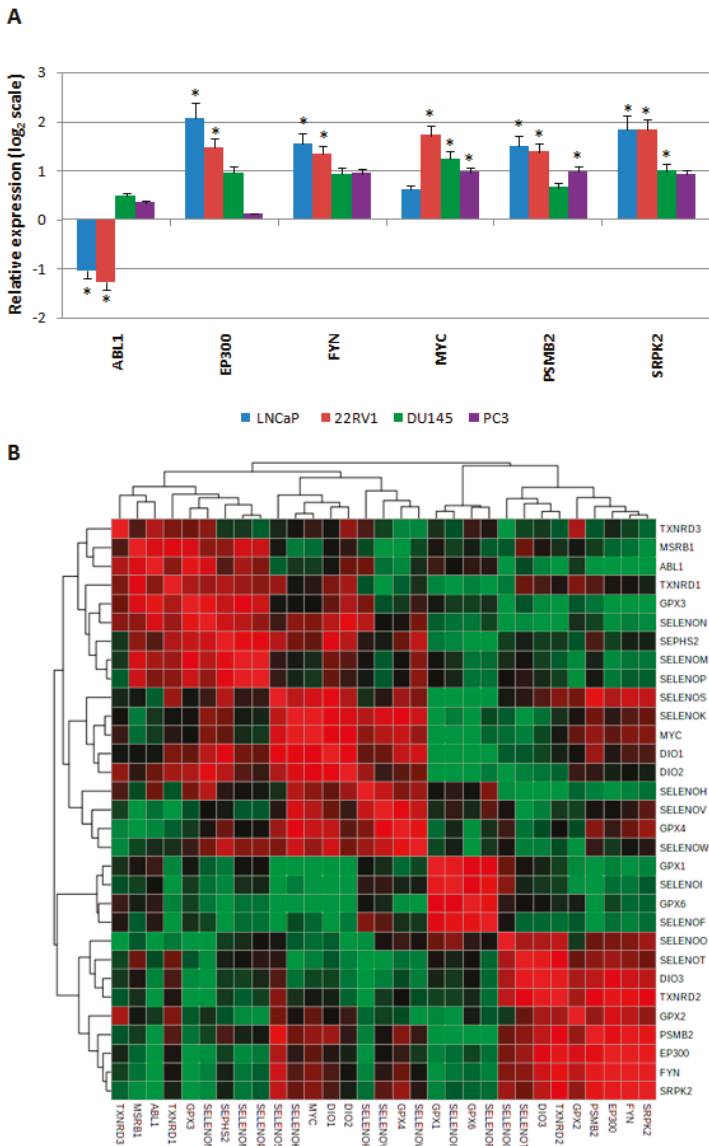 A
Relative expression (log2 scale)
3
2
1
0
-1
-2
* * * * * * * * * * * * * * *
ABL1 EP300 FYN MYC PSMB2 SRPK2
LNCaP 22RV1 DU145 PC3
B
TXNRD3
MSRB1
ABL1
TXNRD1
GPX3
SELENON
SEPHS2
SELENOM
SELENOP
SELENOS
SELENOK
MYC
DIO1
DIO2
SELENOH
SELENOV
GPX4
SELENOW
GPX1
SELENOI
GPX6
SELENOF
SELENOO
SELENOT
DIO3
TXNRD2
GPX2
PSMB2
EP300
FYN
SRPK2
TXNRD3 MSRB1 ABL1 TXNRD1 GPX3 SEPHS2 MYC DIO1 DIO2 GPX4 GPX1 GPX6 DIO3 TXNRD2 GPX2 PSMB2 EP300 FYN SRPK2